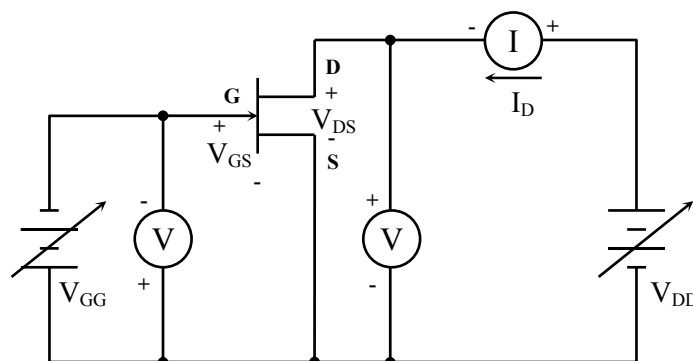 - I +
I_D
D
G
+
V_DS
-
+
V_GS
-
S
-
V
+
+
V
-
V_GG
V_DD